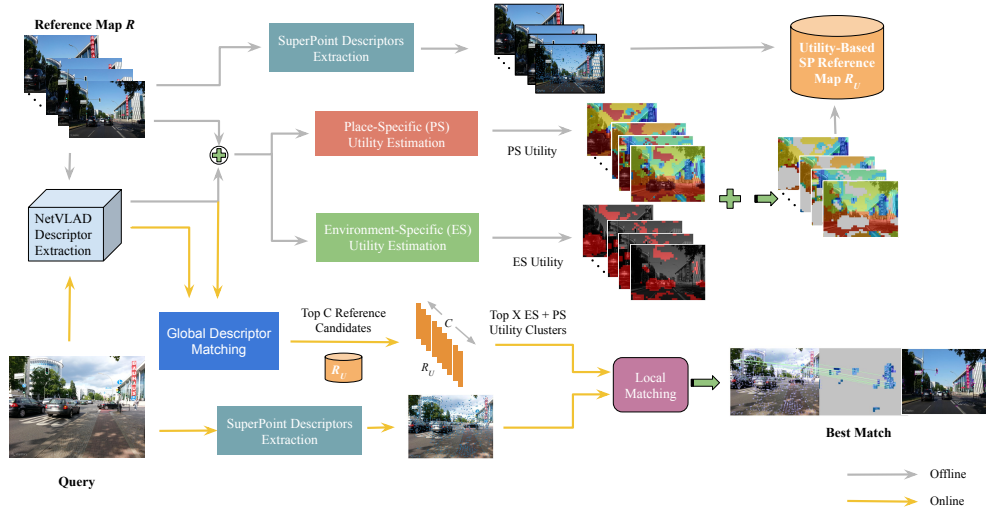 Reference Map R
SuperPoint Descriptors
Extraction
Utility-Based
SP Reference
Map R_U
Place-Specific (PS)
Utility Estimation
PS Utility
NetVLAD
Descriptor
Extraction
Environment-Specific (ES)
Utility Estimation
ES Utility
Global Descriptor
Matching
Top C Reference
Candidates
R_U
C
R_U
Top X ES + PS
Utility Clusters
Local
Matching
SuperPoint Descriptors
Extraction
Best Match
Query
Offline
Online